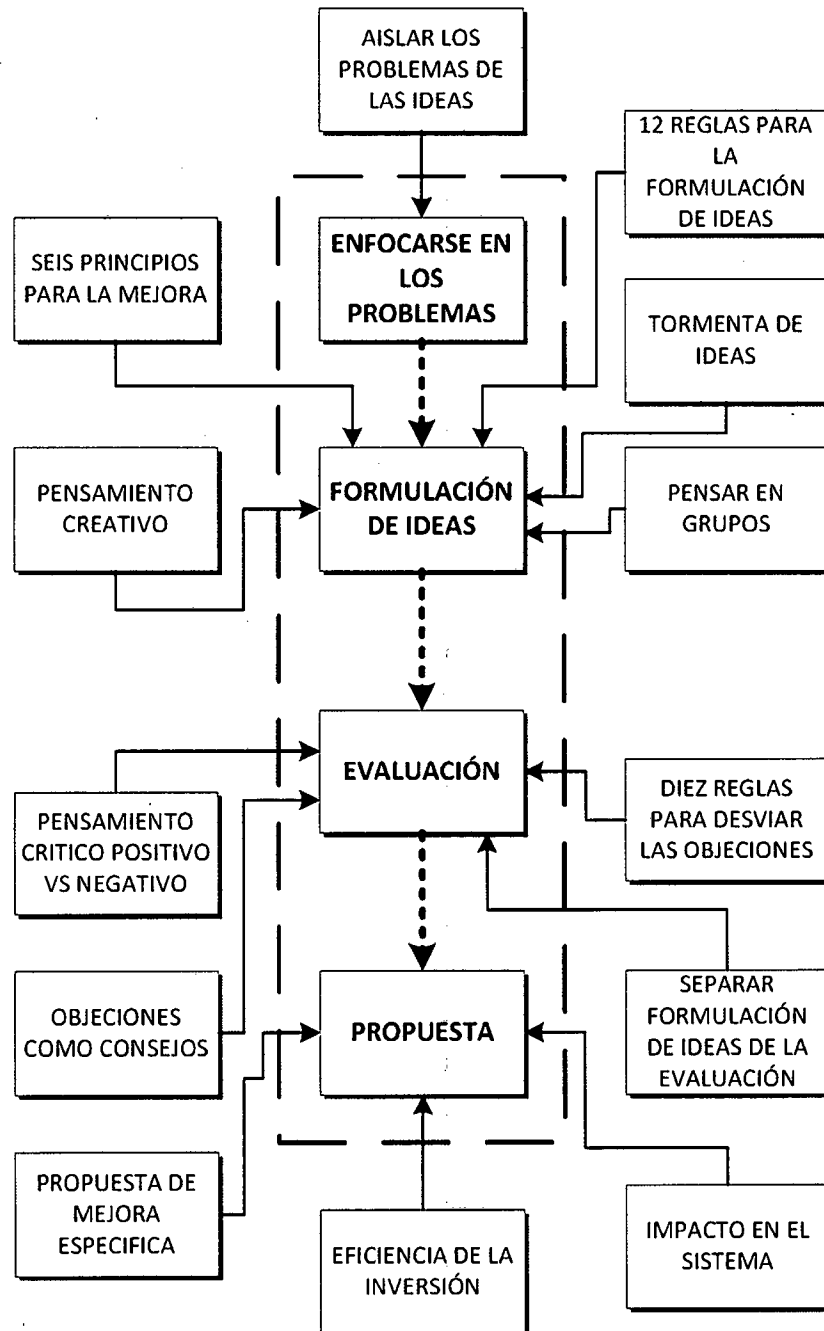 AISLAR LOS
PROBLEMAS DE
LAS IDEAS
12 REGLAS PARA
LA
FORMULACIÓN
DE IDEAS
SEIS PRINCIPIOS
PARA LA MEJORA
ENFOCARSE EN
LOS
PROBLEMAS
TORMENTA DE
IDEAS
PENSAMIENTO
CREATIVO
FORMULACIÓN
DE IDEAS
PENSAR EN
GRUPOS
PENSAMIENTO
CRITICO POSITIVO
VS NEGATIVO
EVALUACIÓN
DIEZ REGLAS
PARA DESVIAR
LAS OBJECIONES
OBJECIONES
COMO CONSEJOS
PROPUESTA
SEPARAR
FORMULACIÓN
DE IDEAS DE LA
EVALUACIÓN
PROPUESTA DE
MEJORA
ESPECIFICA
EFICIENCIA DE LA
INVERSIÓN
IMPACTO EN EL
SISTEMA